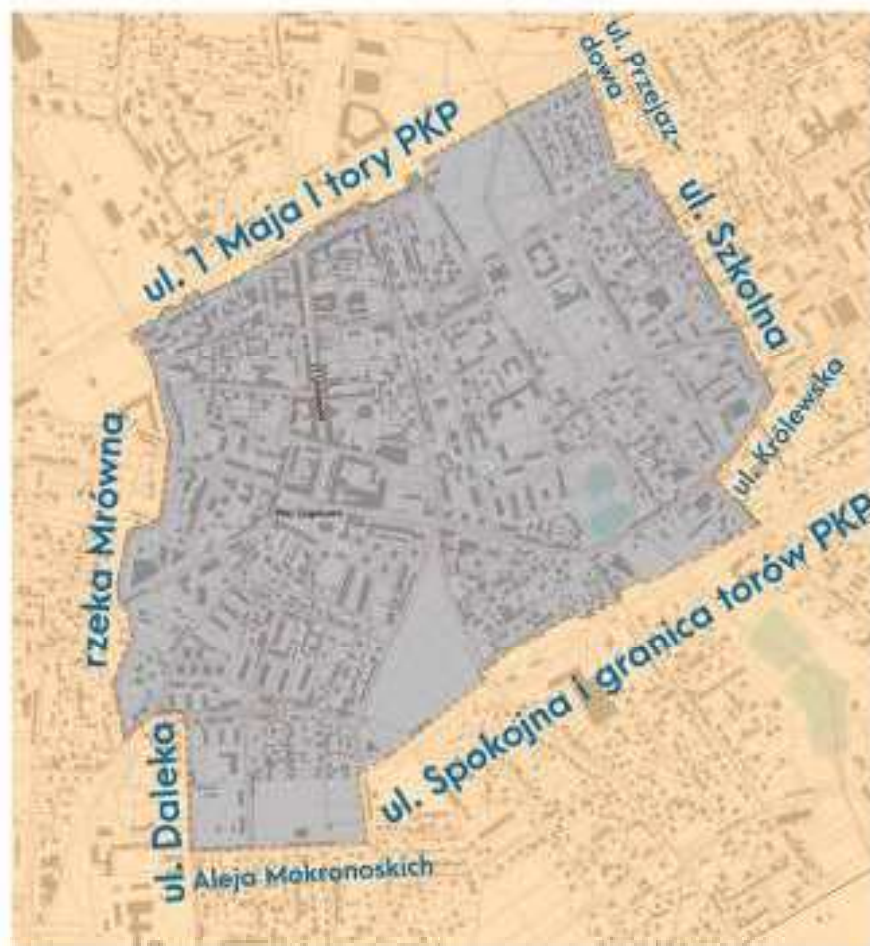 ul. Przejaz-
dowa
ul. 1 Maja i tory PKP
ul. Szkolna
ul. Królewska
rzeka Mrówna
ul. Spokojna i granica torów PKP
ul. Daleka
Aleja Mokronoskich